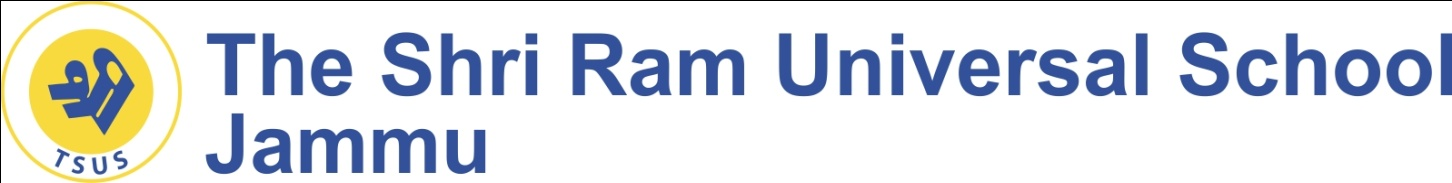 The Shri Ram Universal School
Jammu
TSUS